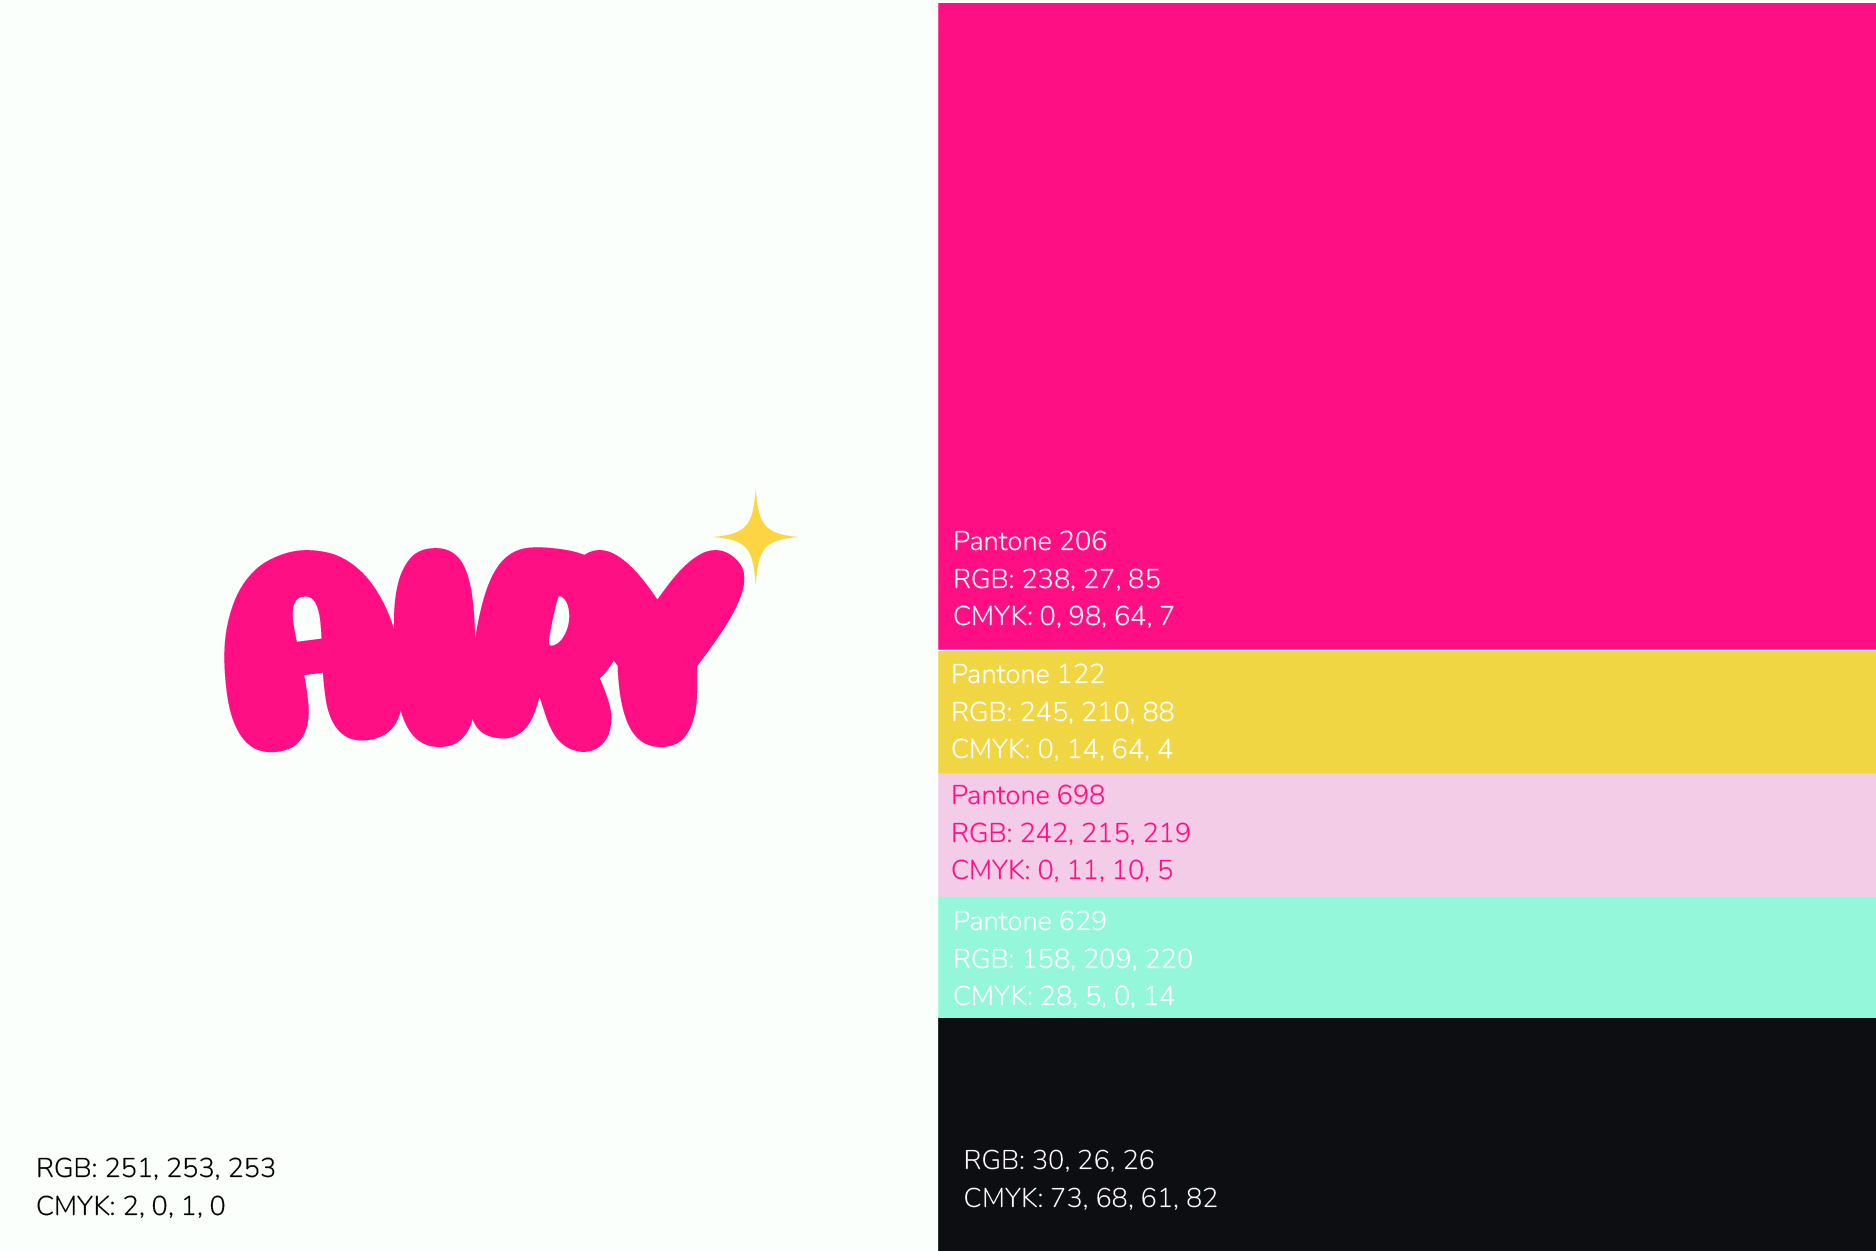 AIRY
RGB: 251, 253, 253
CMYK: 2, 0, 1, 0
Pantone 206
RGB: 238, 27, 85
CMYK: 0, 98, 64, 7
Pantone 122
RGB: 245, 210, 88
CMYK: 0, 14, 64, 4
Pantone 698
RGB: 242, 215, 219
CMYK: 0, 11, 10, 5
Pantone 629
RGB: 158, 209, 220
CMYK: 28, 5, 0, 14
RGB: 30, 26, 26
CMYK: 73, 68, 61, 82